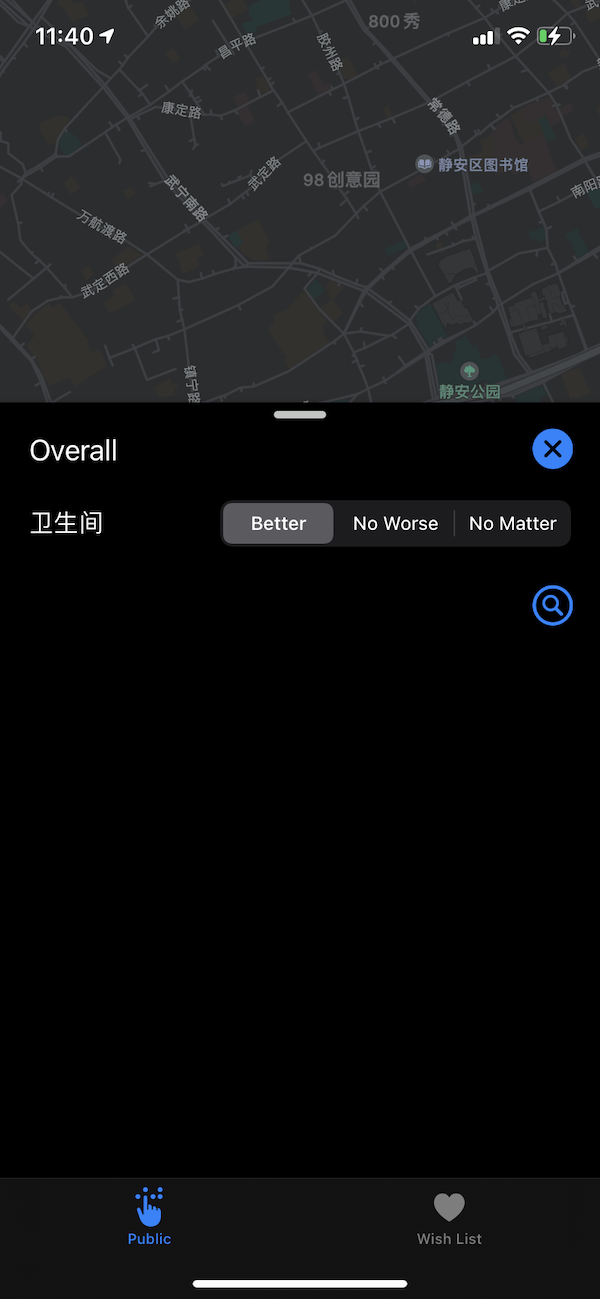 11:40
余姚路
800秀
昌平路
胶州路
康定路
常德路
静安区图书馆
武定路
98创意园
武宁南路
南阳路
万航渡路
武定西路
镇宁路
静安公园
Overall
卫生间
Better
No Worse
No Matter
Public
Wish List